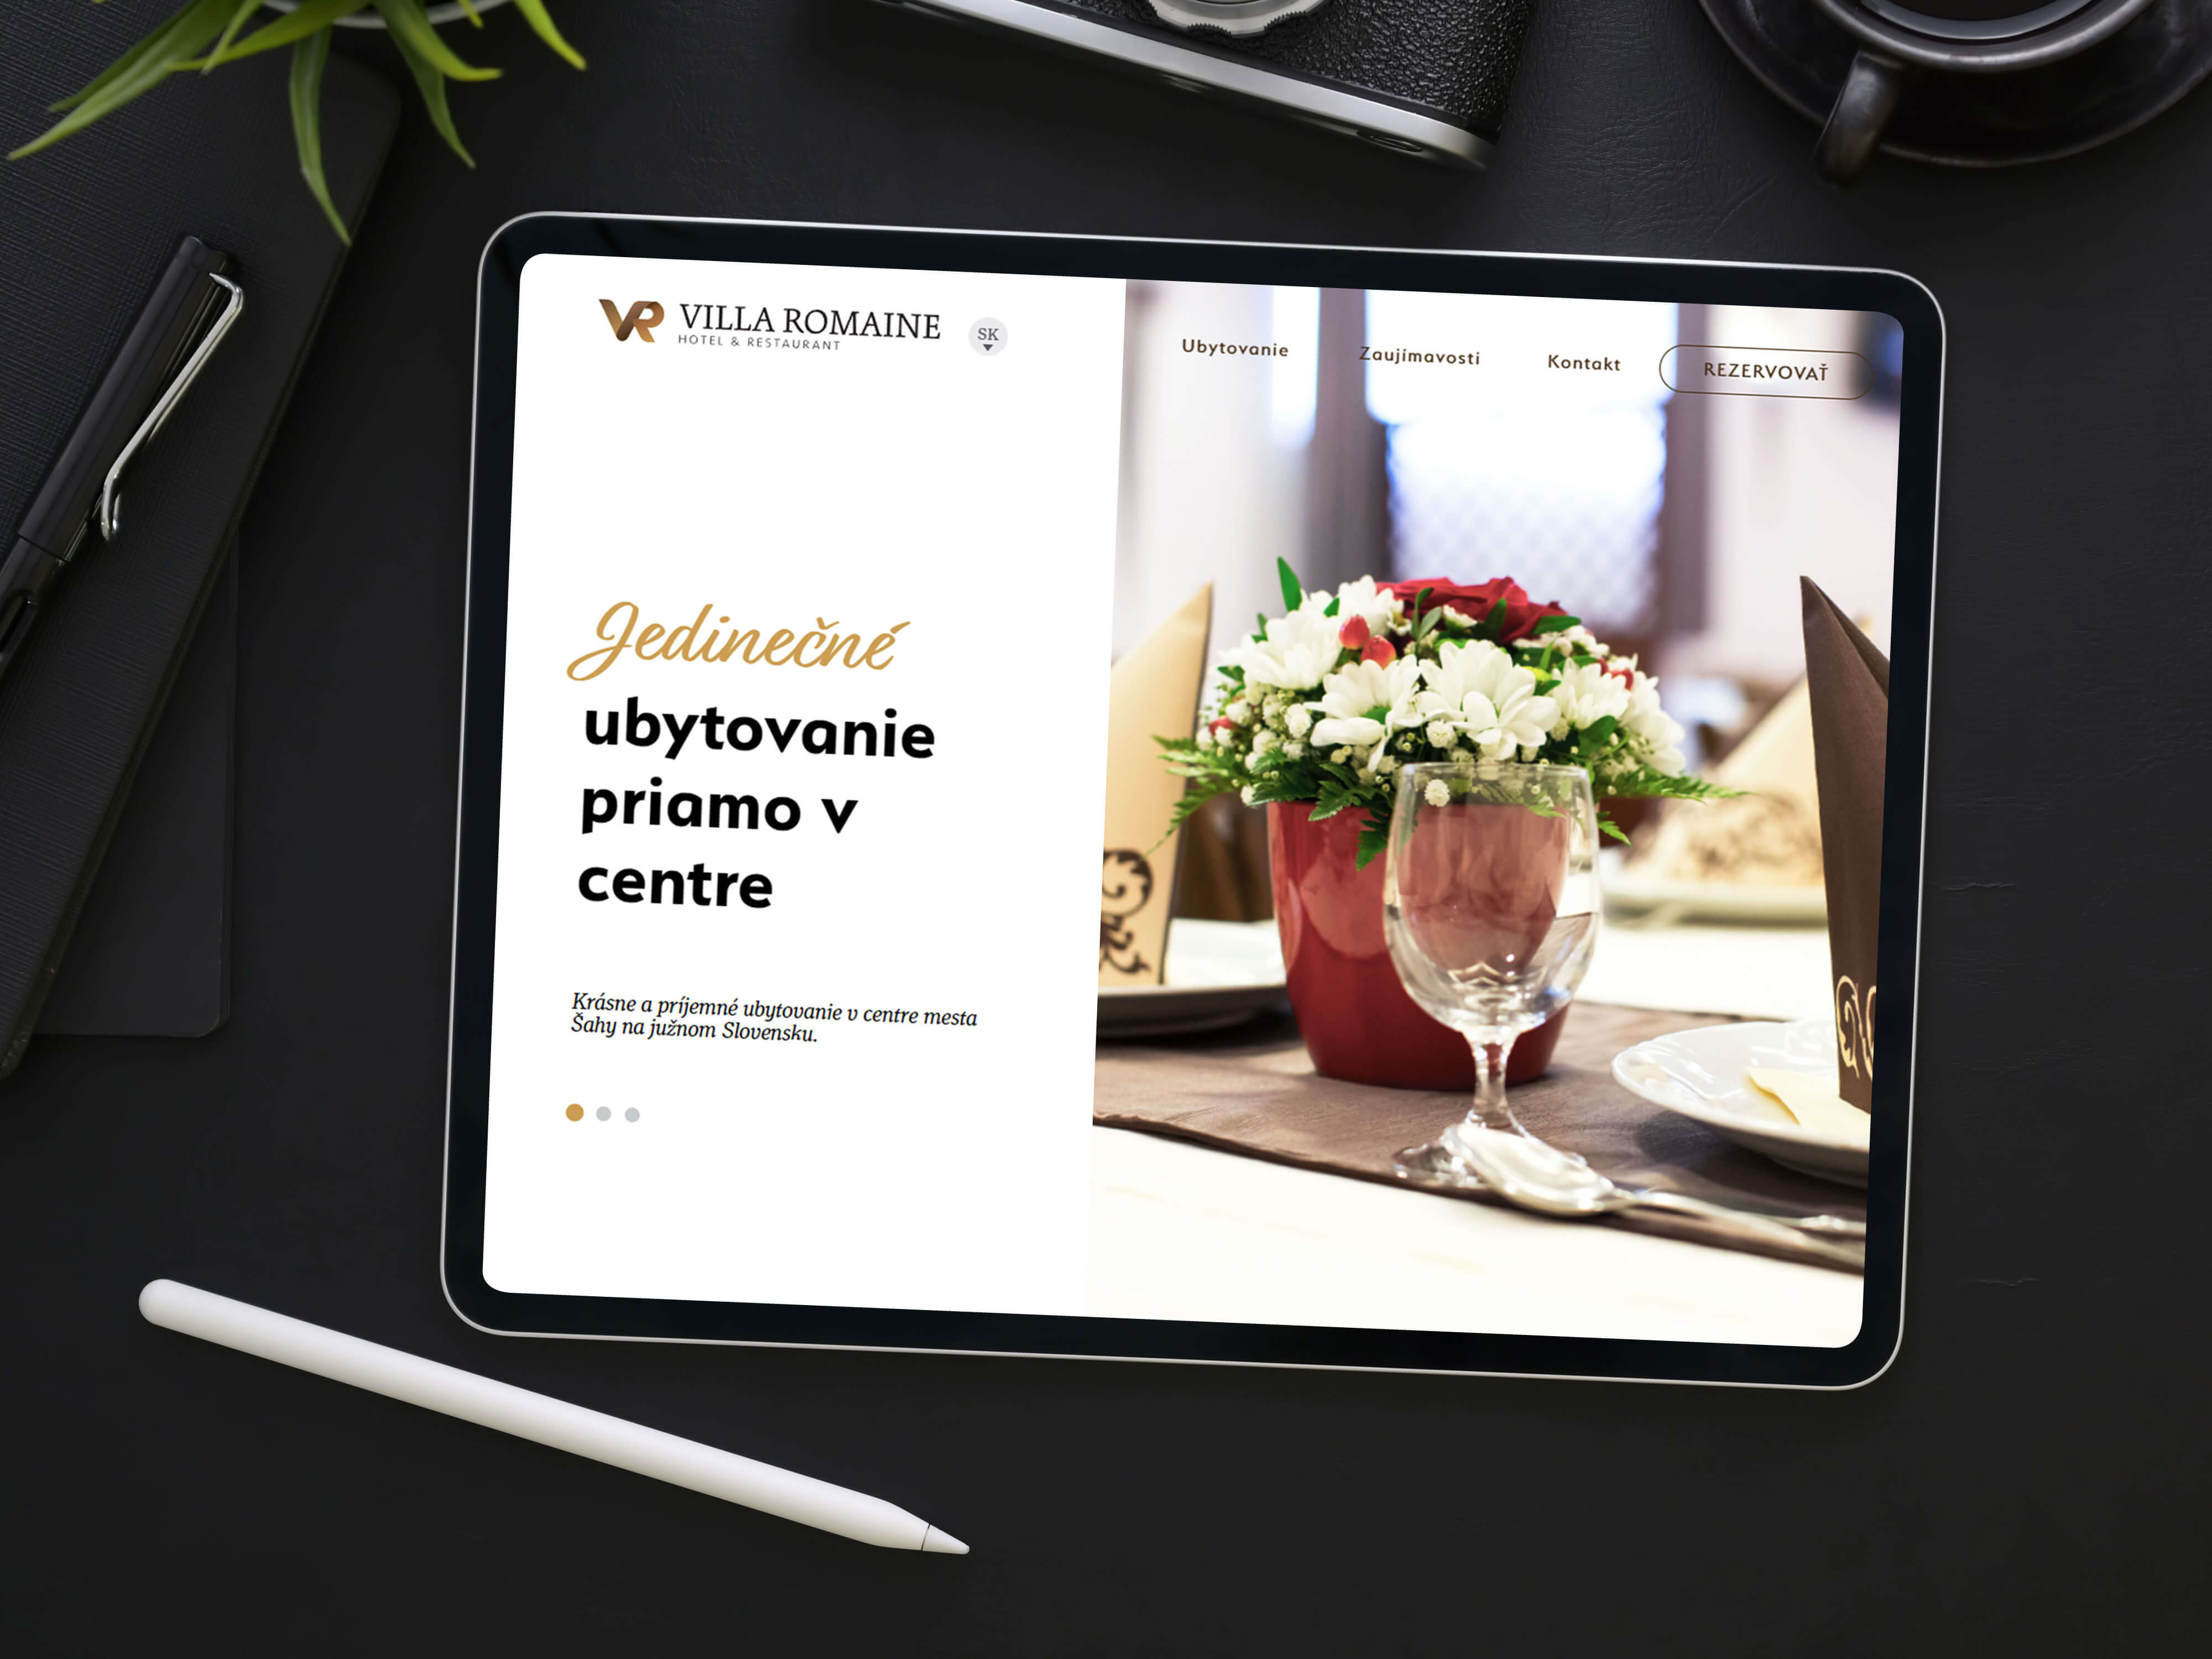 VILLA ROMAINE
HOTEL & RESTAURANT
SK
Ubytovanie
Zaujímavosti
Kontakt
REZERVOVAŤ
Jedinečné
ubytovanie
priamo v
centre
Krásne a príjemné ubytovanie v centre mesta
Šahy na južnom Slovensku.